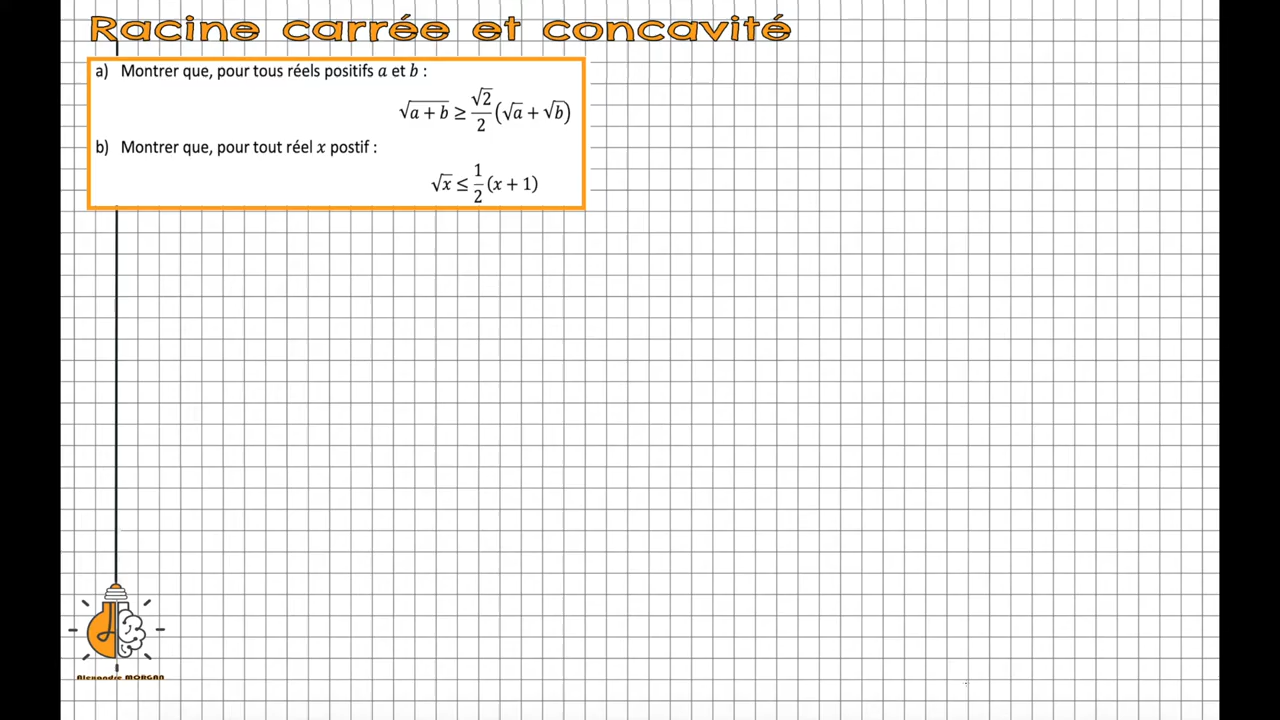 Racine carrée et concavité
a) Montrer que, pour tous réels positifs a et b :
√(a + b) ≥ √2/2 (√a + √b)
b) Montrer que, pour tout réel x postif :
√x ≤ 1/2 (x + 1)
Alexandre MORGAN